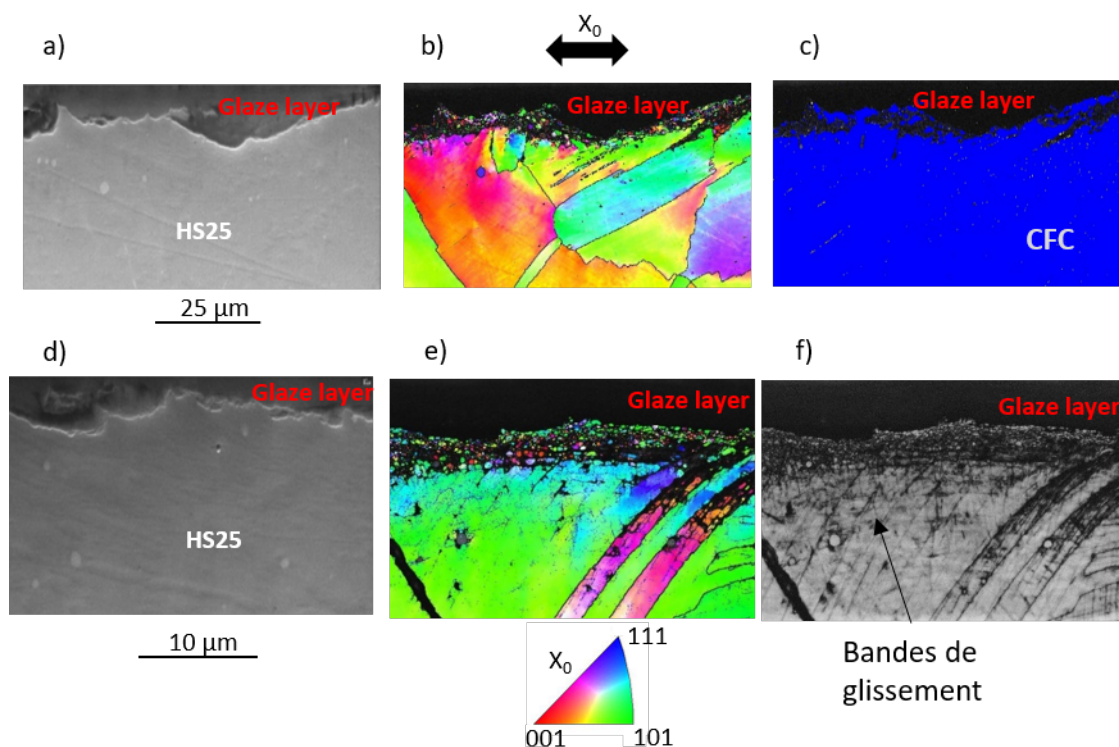 a)
b)
X0
c)
Glaze layer
Glaze layer
Glaze layer
HS25
CFC
25 µm
d)
e)
f)
Glaze layer
Glaze layer
Glaze layer
HS25
10 µm
X0
111
001
101
Bandes de
glissement